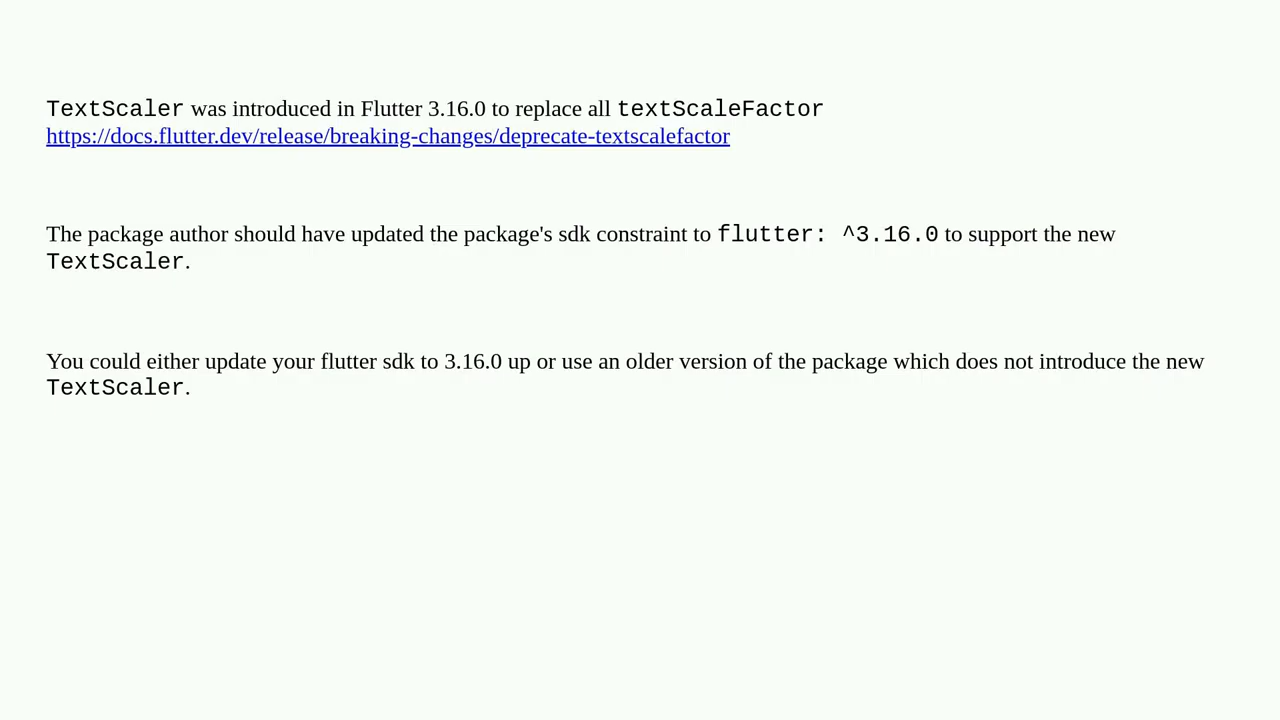 TextScaler was introduced in Flutter 3.16.0 to replace all textScaleFactor
https://docs.flutter.dev/release/breaking-changes/deprecate-textscalefactor
The package author should have updated the package's sdk constraint to flutter: ^3.16.0 to support the new
TextScaler.
You could either update your flutter sdk to 3.16.0 up or use an older version of the package which does not introduce the new
TextScaler.